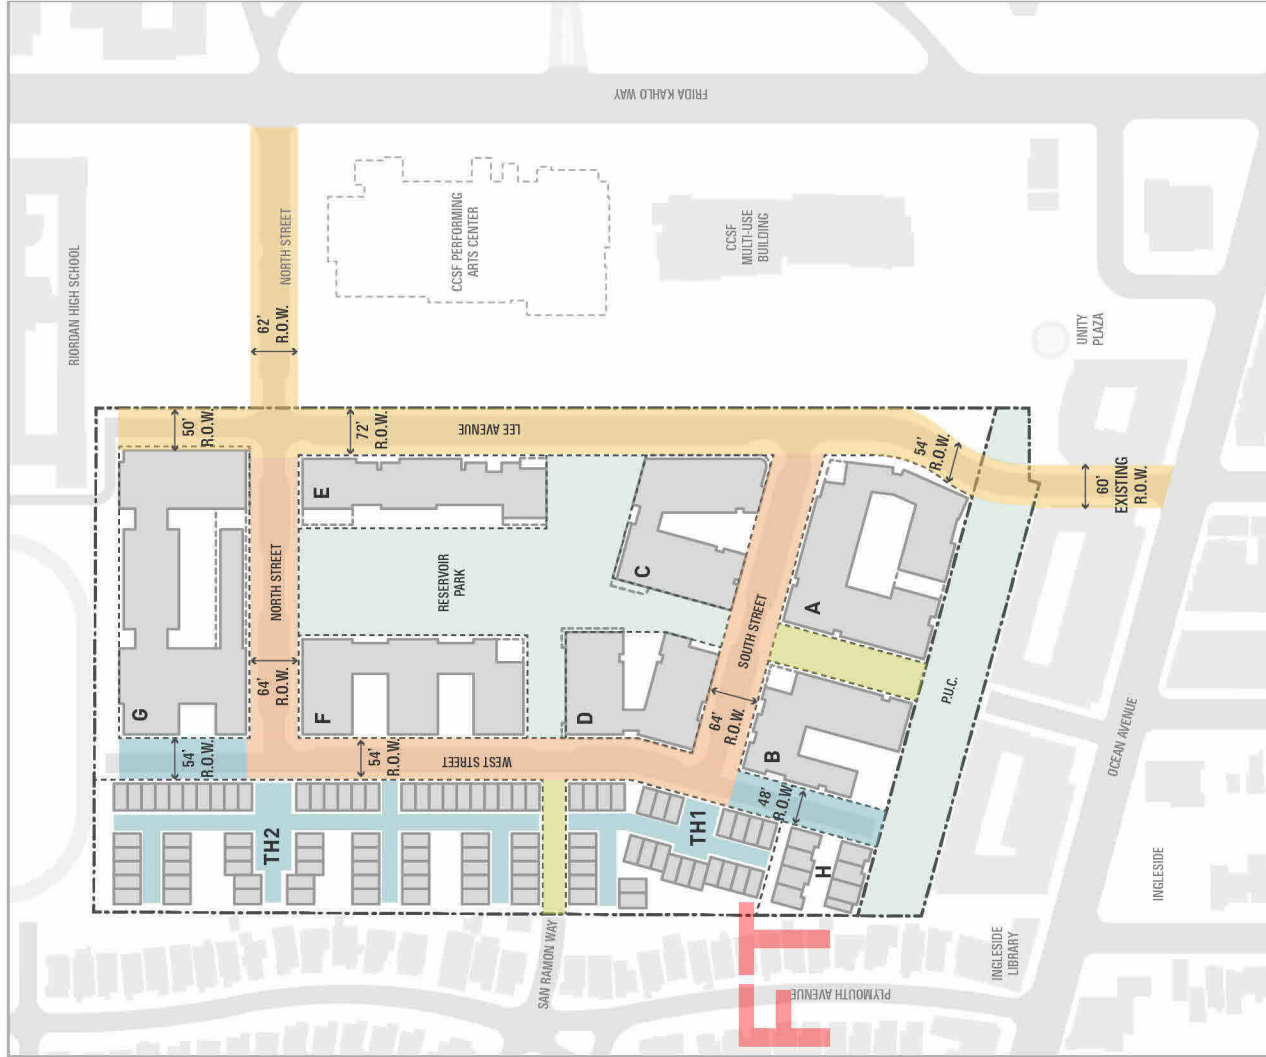 FRIDA KAHLO WAY
RIORDAN HIGH SCHOOL
NORTH STREET
CCSF PERFORMING
ARTS CENTER
CCSF
MULTI-USE
BUILDING
62'
R.O.W.
UNITY
PLAZA
50'
R.O.W.
72'
R.O.W.
LEE AVENUE
54'
R.O.W.
60'
EXISTING
R.O.W.
E
C
A
NORTH STREET
RESERVOIR
PARK
SOUTH STREET
G
64'
R.O.W.
F
D
64'
R.O.W.
B
P.U.C.
OCEAN AVENUE
54'
R.O.W.
54'
R.O.W.
WEST STREET
48'
R.O.W.
TH2
TH1
H
INGLESIDE
SAN RAMON WAY
INGLESIDE
LIBRARY
PLYMOUTH AVENUE